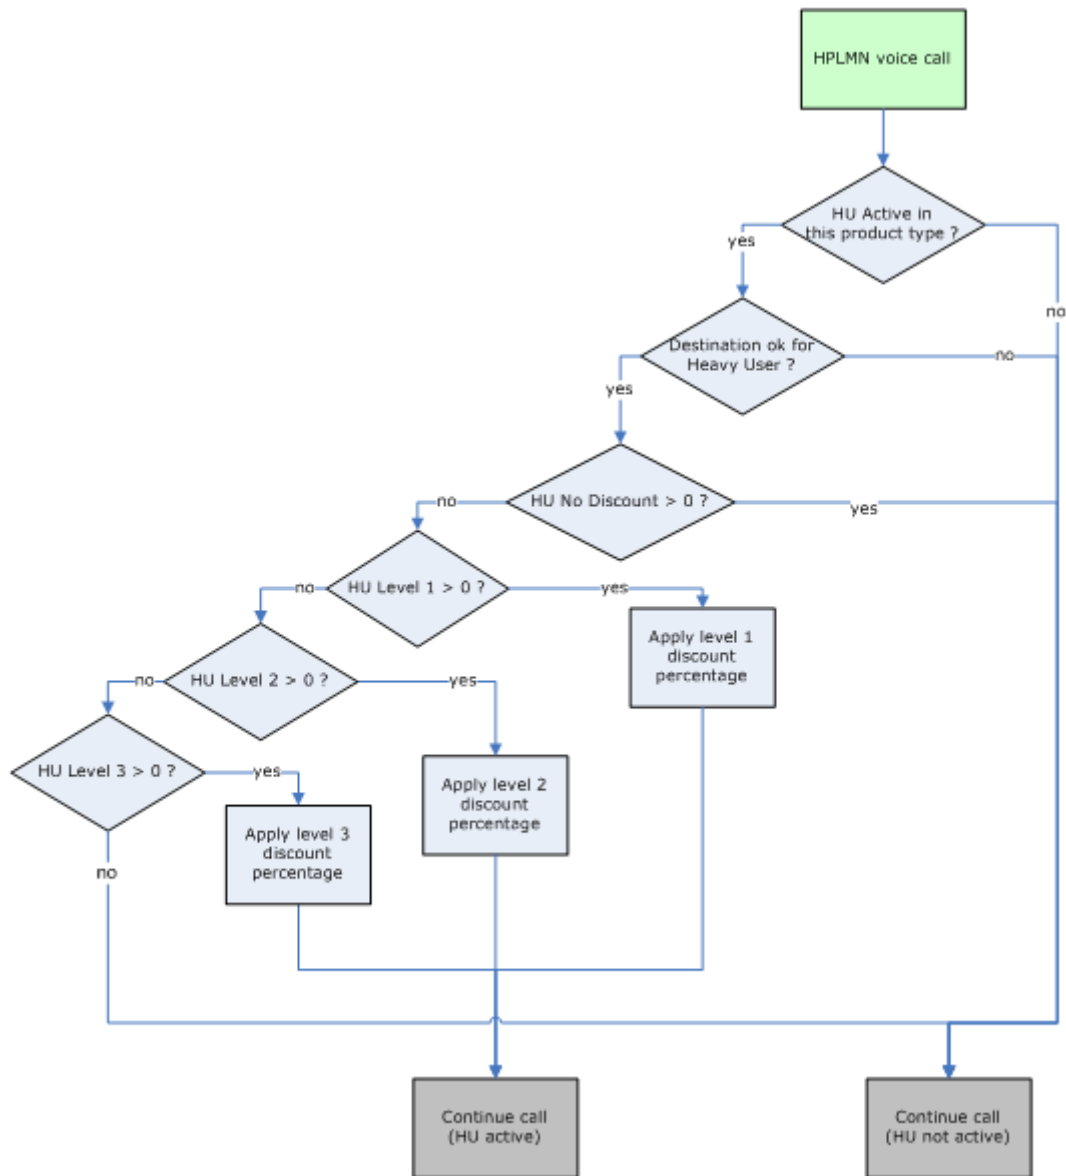 HPLMN voice call
HU Active in
this product type ?
yes
no
Destination ok for
Heavy User ?
no
yes
HU No Discount > 0 ?
no
yes
HU Level 1 > 0 ?
no
yes
Apply level 1
discount
percentage
HU Level 2 > 0 ?
no
yes
HU Level 3 > 0 ?
yes
Apply level 2
discount
percentage
Apply level 3
discount
percentage
no
Continue call
(HU active)
Continue call
(HU not active)